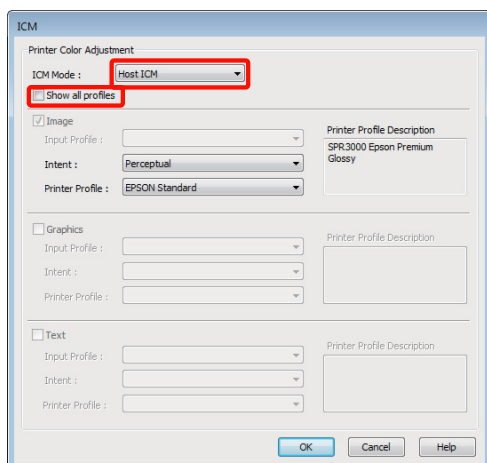 ICM
Printer Color Adjustment
ICM Mode :
Host ICM
Show all profiles
Image
Input Profile :
Printer Profile Description
SPR3000 Epson Premium
Glossy
Intent :
Perceptual
Printer Profile :
EPSON Standard
Graphics
Input Profile :
Printer Profile Description
Intent :
Printer Profile :
Text
Input Profile :
Printer Profile Description
Intent :
Printer Profile :
OK
Cancel
Help